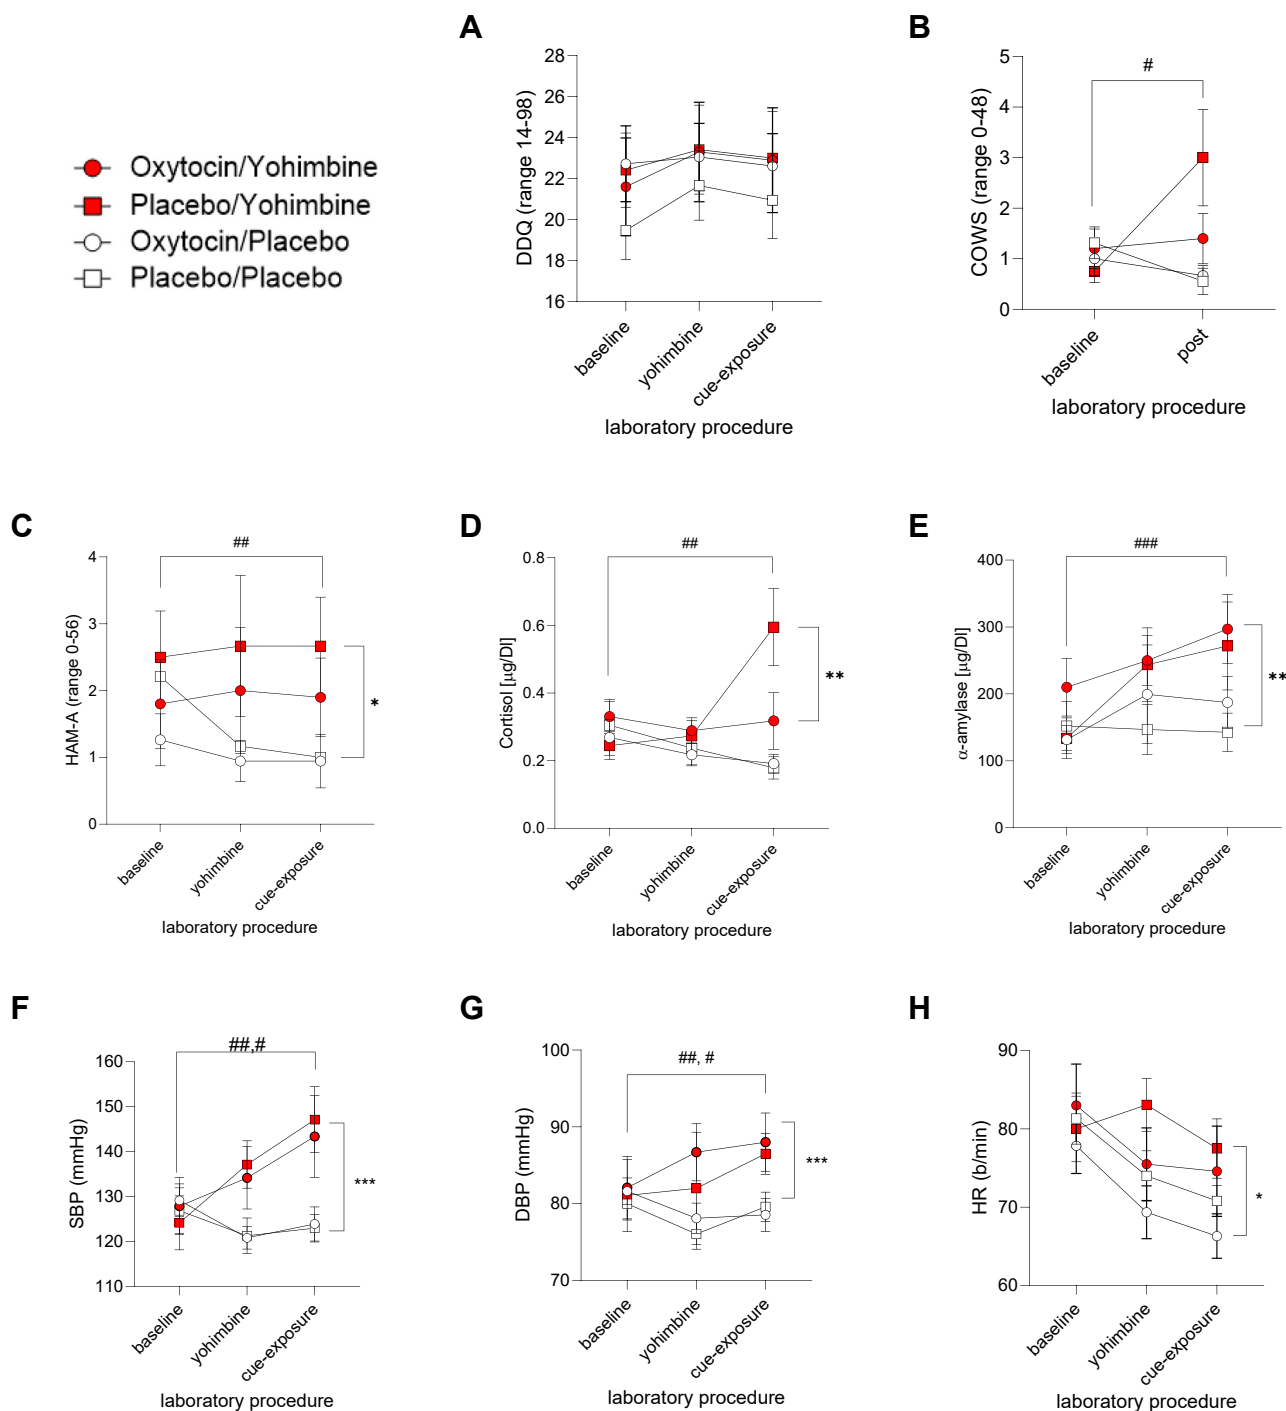 A
B
Oxytocin/Yohimbine
Placebo/Yohimbine
Oxytocin/Placebo
Placebo/Placebo
DDQ (range 14-98)
28
26
24
22
20
18
16
baseline
yohimbine
cue-exposure
laboratory procedure
COWS (range 0-48)
5
4
3
2
1
0
#
baseline
post
laboratory procedure
C
D
E
HAM-A (range 0-56)
4
3
2
1
0
##
*
baseline
yohimbine
cue-exposure
laboratory procedure
Cortisol [µg/Dl]
0.8
0.6
0.4
0.2
0.0
##
**
baseline
yohimbine
cue-exposure
laboratory procedure
α-amylase [µg/Dl]
400
300
200
100
0
###
**
baseline
yohimbine
cue-exposure
laboratory procedure
F
G
H
SBP (mmHg)
160
150
140
130
120
110
##,#
***
baseline
yohimbine
cue-exposure
laboratory procedure
DBP (mmHg)
100
90
80
70
##, #
***
baseline
yohimbine
cue-exposure
laboratory procedure
HR (b/min)
90
80
70
60
*
baseline
yohimbine
cue-exposure
laboratory procedure